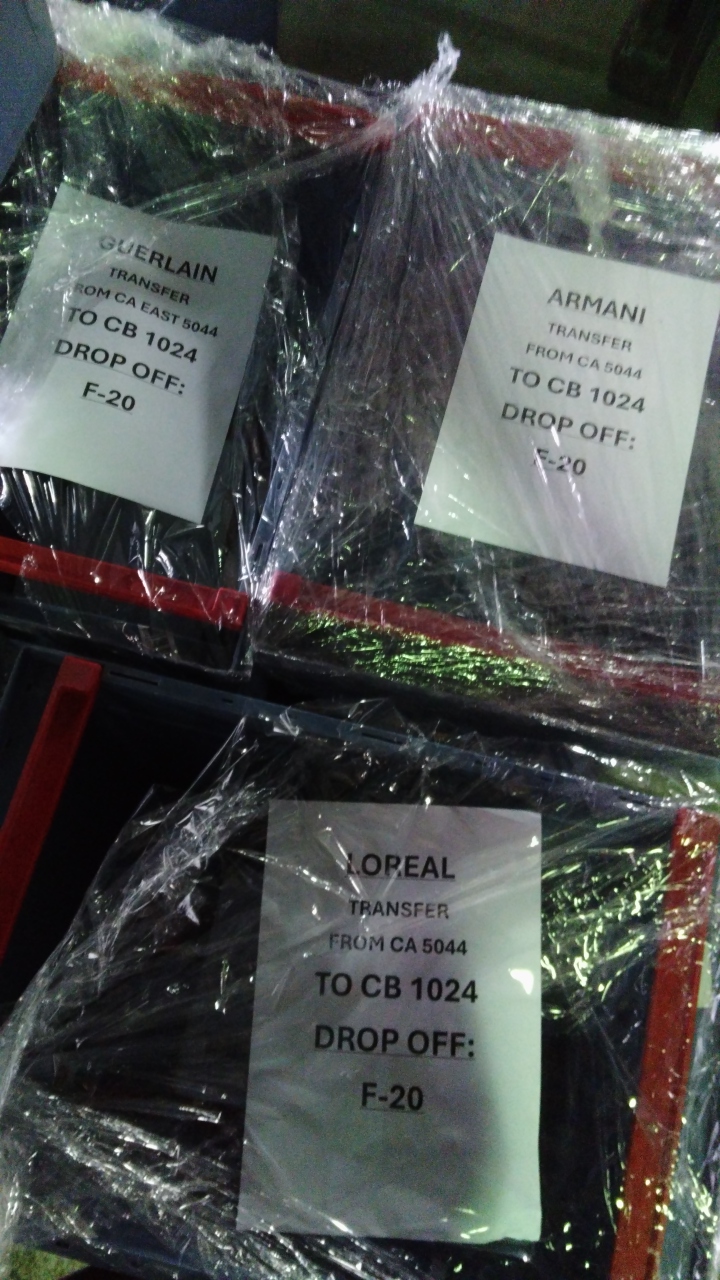 GUERLAIN
TRANSFER
FROM CA EAST 5044
TO CB 1024
DROP OFF:
F-20
ARMANI
TRANSFER
FROM CA 5044
TO CB 1024
DROP OFF:
F-20
LOREAL
TRANSFER
FROM CA 5044
TO CB 1024
DROP OFF:
F-20